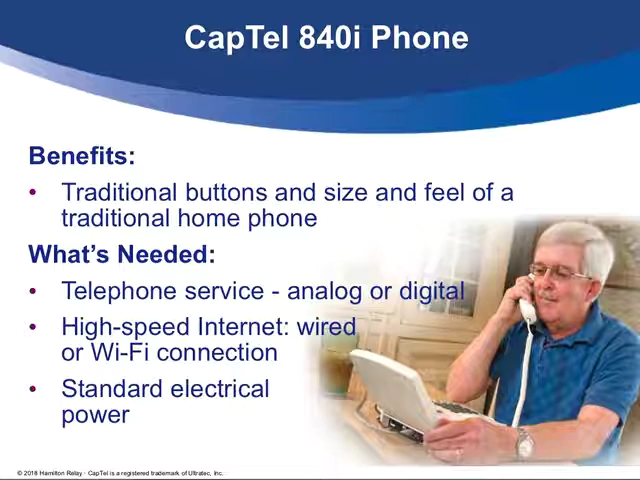 CapTel 840i Phone
Benefits:
• Traditional buttons and size and feel of a
traditional home phone
What's Needed:
• Telephone service - analog or digital
• High-speed Internet: wired
or Wi-Fi connection
• Standard electrical
power
© 2018 Hamilton Relay · CapTel is a registered trademark of Ultratec, Inc.